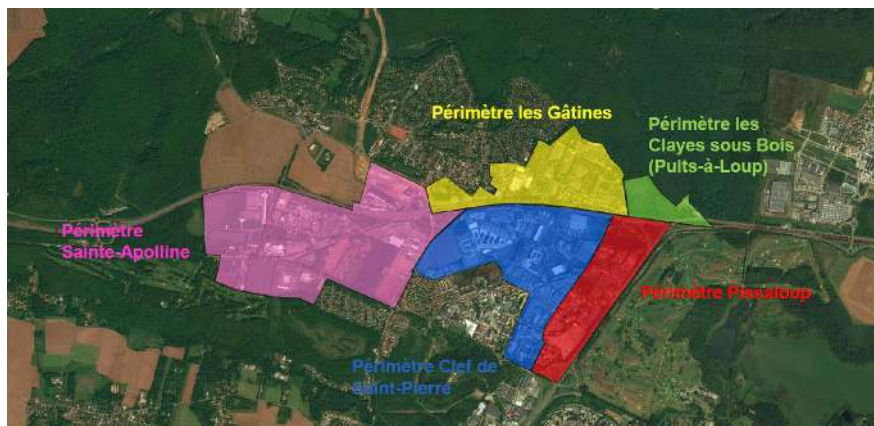 Périmètre les Gâtines
Périmètre les
Clayes sous Bois
(Puits-à-Loup)
Périmètre
Sainte-Apolline
Périmètre Pissaloup
Périmètre Clef de
Saint-Pierre